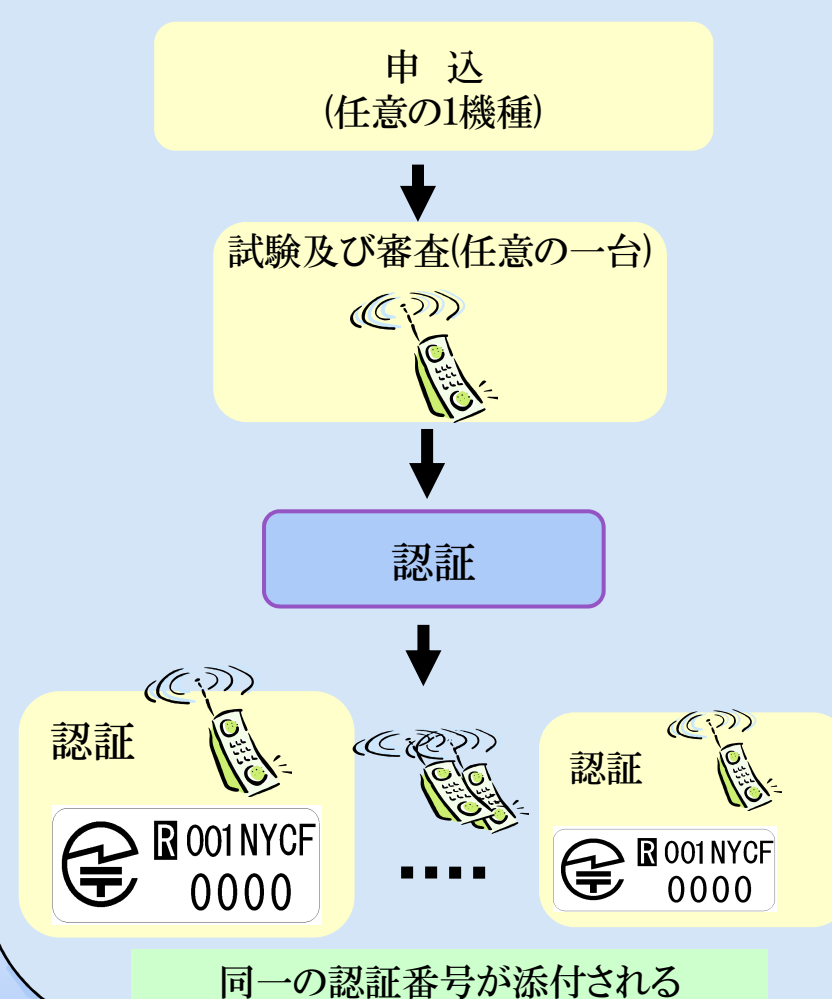 申 込
(任意の1機種)
試験及び審査(任意の一台)
認証
認証
R 001NYCF
0000
認証
R 001NYCF
0000
同一の認証番号が添付される